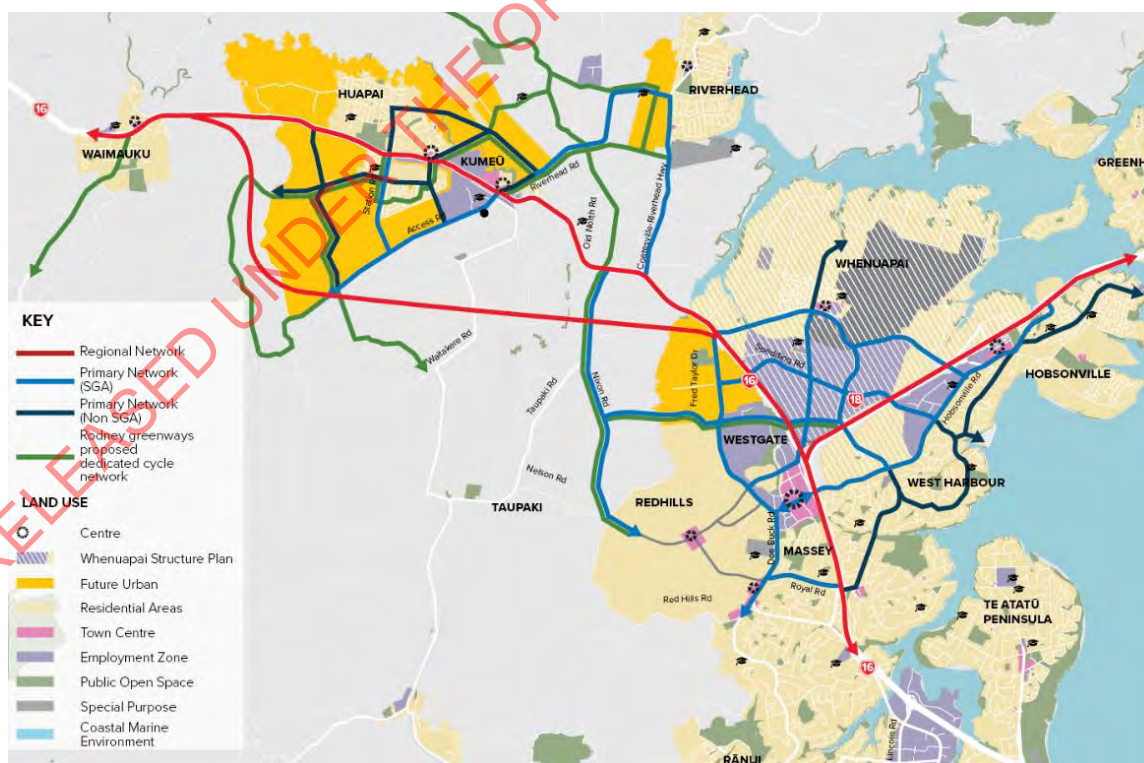 RELEASED UNDER THE OF
16
WAIMAUKU
HUAPAI
KUMEŪ
RIVERHEAD
GREENH
Station R
Access Rd
Riverhead Rd
Old North Rd
Coatesville-Riverhead Hwy
WHENUAPAI
Waitakere Rd
Taupaki Rd
Nixon Rd
Fred Taylor Dr
Spedding Rd
16
18
Hobsonville Rd
HOBSONVILLE
WESTGATE
WEST HARBOUR
Nelson Rd
TAUPAKI
REDHILLS
Don Buck Rd
MASSEY
Royal Rd
Red Hills Rd
TE ATATŪ
PENINSULA
16
Lincoln Rd
RĀNUI
KEY
Regional Network
Primary Network
(SGA)
Primary Network
(Non SGA)
Rodney greenways
proposed
dedicated cycle
network
LAND USE
Centre
Whenuapai Structure Plan
Future Urban
Residential Areas
Town Centre
Employment Zone
Public Open Space
Special Purpose
Coastal Marine
Environment